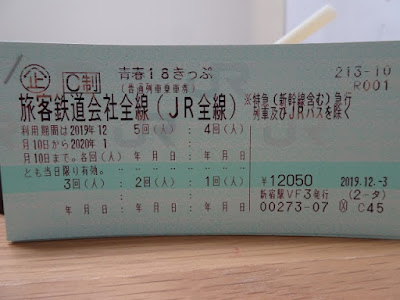 企 C制 青春18きっぷ 213-10
(普通列車乗車券) R001
旅客鉄道会社全線(JR全線) ※特急(新幹線含む)急行
列車及びJRバスを除く
利用期間は2019年12 5回(人) 4回(人)
月10日から2020年1
月10日まで。各回(人) 年 月 日 年 月 日
とも当日限り有効。
3回(人) 2回(人) 1回(人) ¥12050 2019.12.-3
新宿駅VF3発行 (2-タ)
年 月 日 年 月 日 年 月 日 00273-07 C45